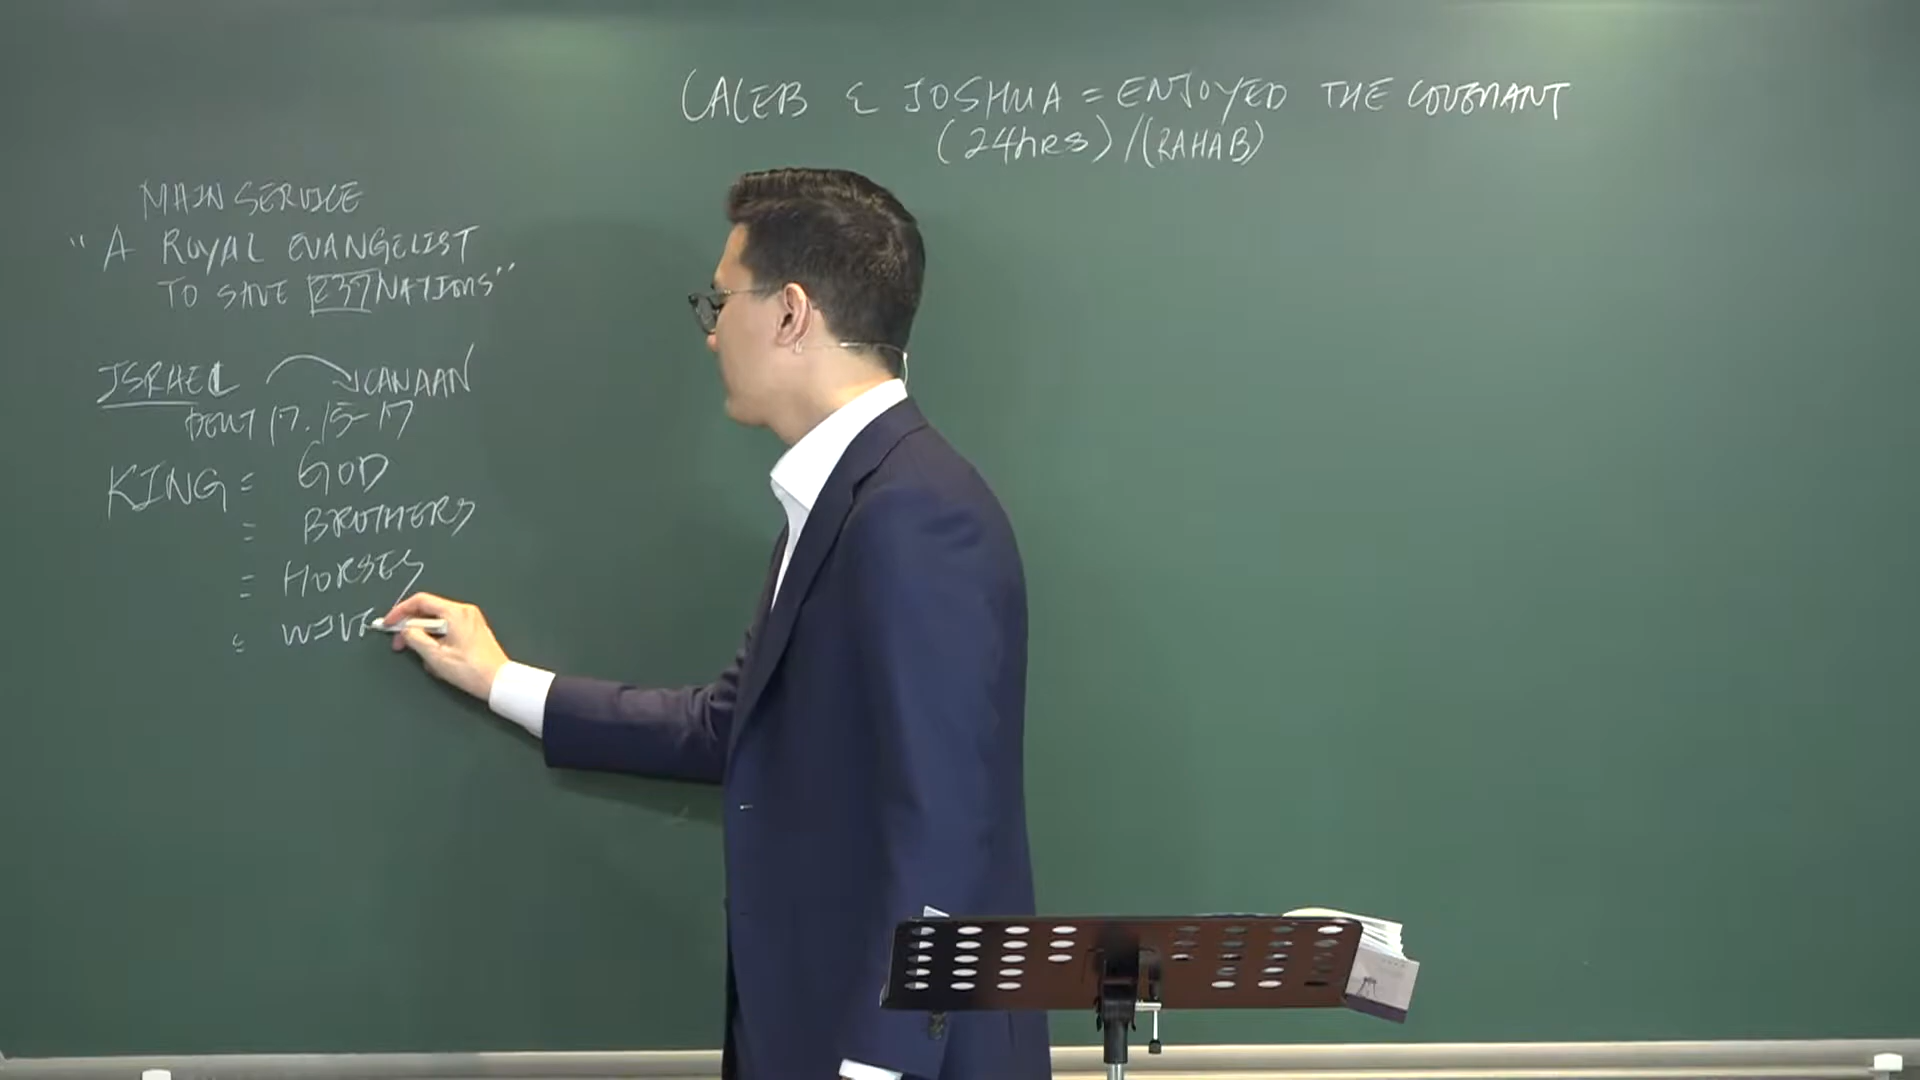 CALEB & JOSHUA = ENJOYED THE COVENANT
(24hrs) / (RAHAB)
MAIN SERVICE
"A ROYAL EVANGELIST
TO SAVE 237 NATIONS"
ISRAEL CANAAN
DEUT 17.15-17
KING = GOD
= BROTHERS
= HORSES
= WIVE